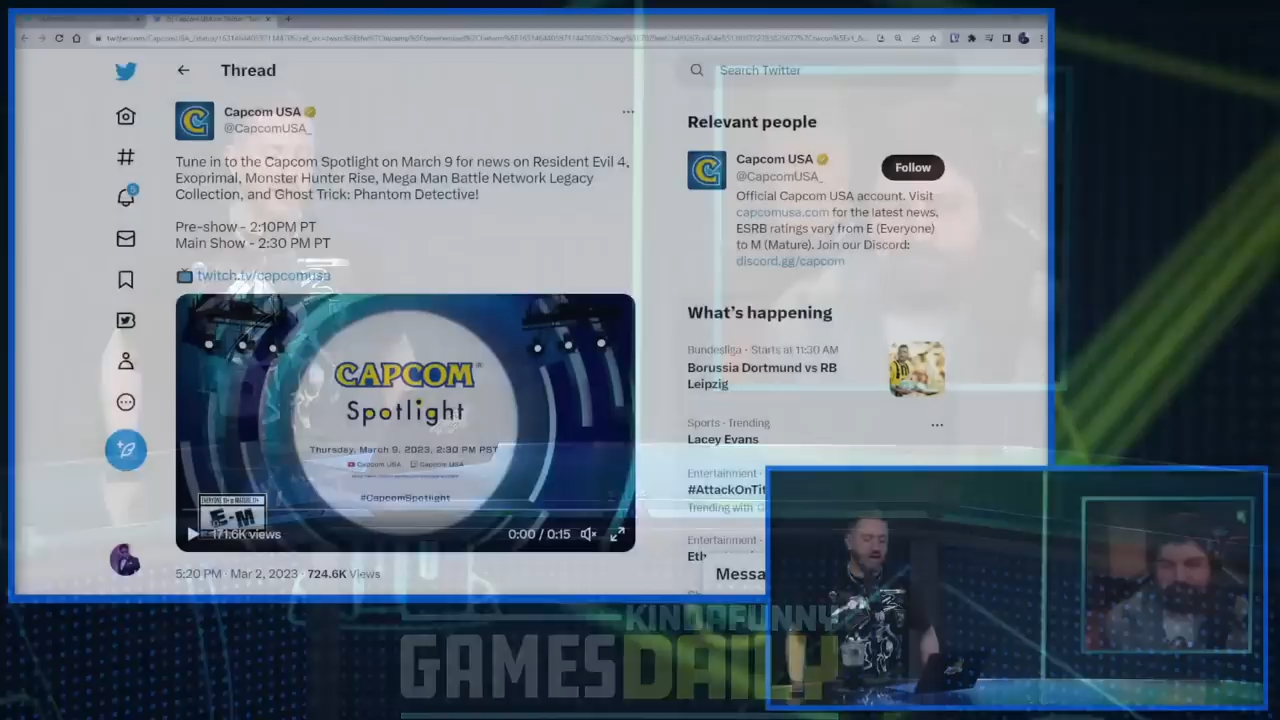 Thread
Search Twitter
Capcom USA
@CapcomUSA_
Tune in to the Capcom Spotlight on March 9 for news on Resident Evil 4,
Exoprimal, Monster Hunter Rise, Mega Man Battle Network Legacy
Collection, and Ghost Trick: Phantom Detective!
Pre-show - 2:10PM PT
Main Show - 2:30 PM PT
twitch.tv/capcomusa
CAPCOM
Spotlight
Thursday, March 9, 2023, 2:30 PM PST
Capcom USA Capcom USA
#CapcomSpotlight
E-M
171.6K views
0:00 / 0:15
5:20 PM · Mar 2, 2023 · 724.6K Views
Relevant people
Capcom USA
@CapcomUSA_
Follow
Official Capcom USA account. Visit
capcomusa.com for the latest news,
ESRB ratings vary from E (Everyone)
to M (Mature). Join our Discord:
discord.gg/capcom
What's happening
Bundesliga · Starts at 11:30 AM
Borussia Dortmund vs RB
Leipzig
Sports · Trending
Lacey Evans
Entertainment ·
#AttackOnTit
Trending with
Entertainment ·
Messa
KINDAFUNNY
GAMESDAILY